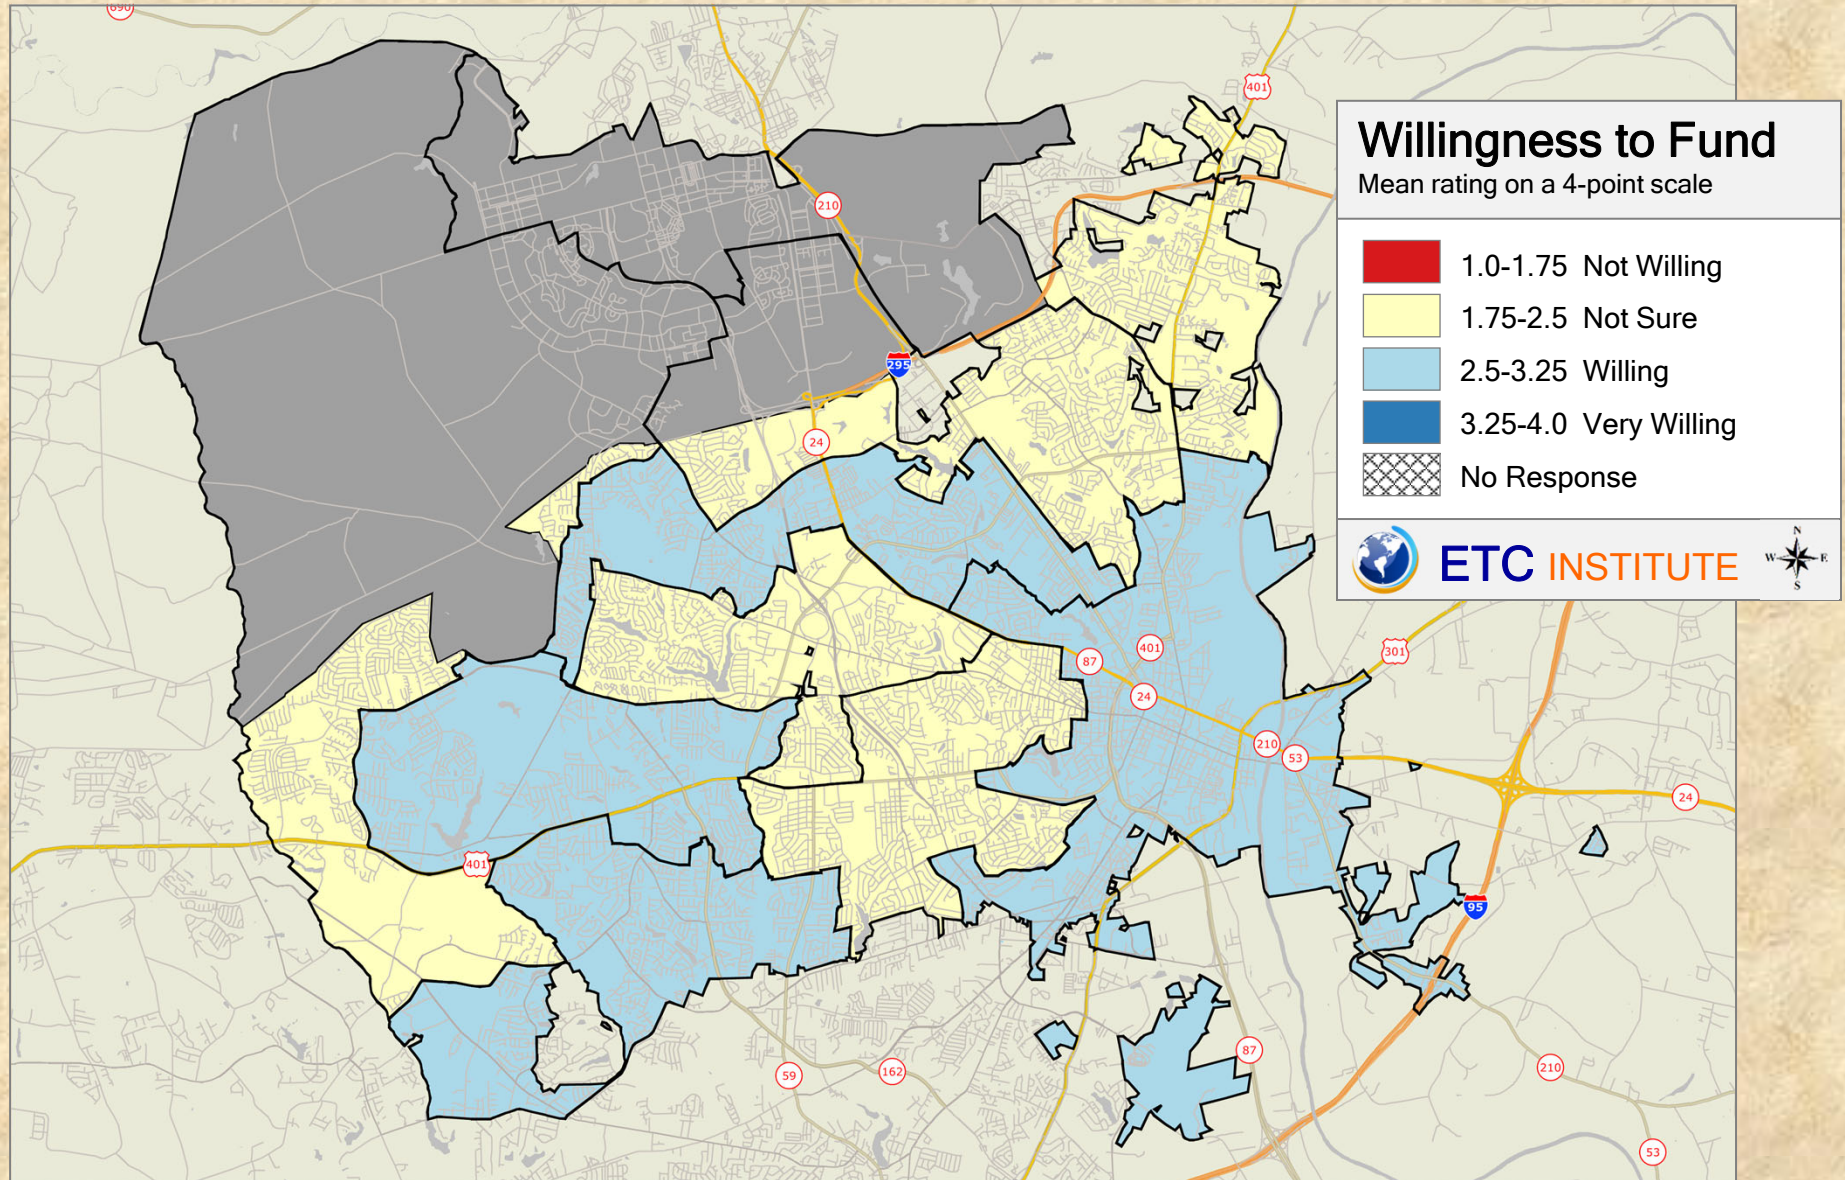 690
401
210
295
24
87
401
24
301
210
53
24
401
95
59
162
87
210
53
Willingness to Fund
Mean rating on a 4-point scale
1.0-1.75 Not Willing
1.75-2.5 Not Sure
2.5-3.25 Willing
3.25-4.0 Very Willing
No Response
ETC INSTITUTE
N
W E
S